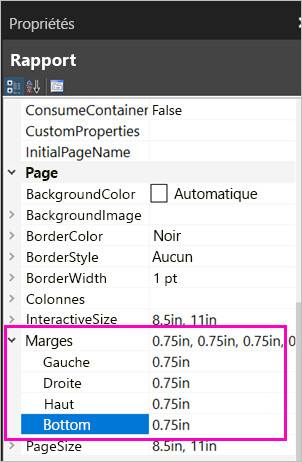 Propriétés
Rapport
ConsumeContainer False
CustomProperties
InitialPageName
Page
BackgroundColor Automatique
BackgroundImage
BorderColor Noir
BorderStyle Aucun
BorderWidth 1 pt
Colonnes
InteractiveSize 8.5in, 11in
Marges 0.75in, 0.75in, 0.75in, 0
Gauche 0.75in
Droite 0.75in
Haut 0.75in
Bottom 0.75in
PageSize 8.5in, 11in